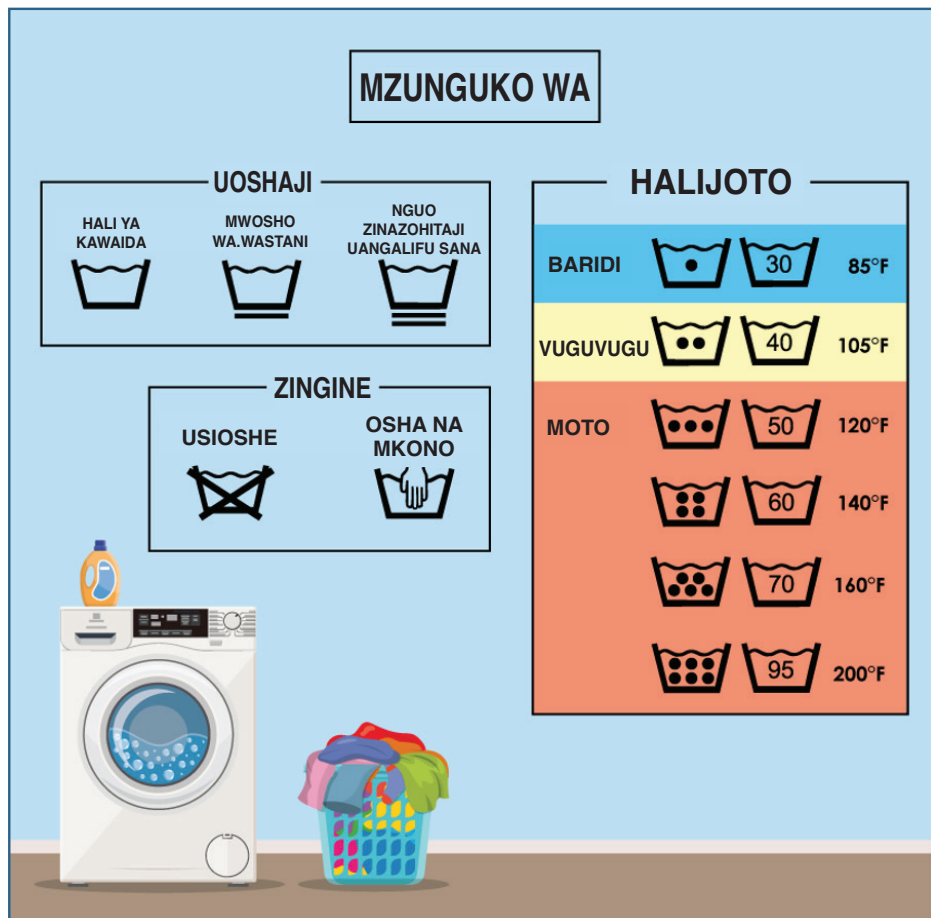 MZUNGUKO WA
UOSHAJI
HALI YA
KAWAIDA
MWOSHO
WA.WASTANI
NGUO
ZINAZOHITAJI
UANGALIFU SANA
ZINGINE
USIOSHE
OSHA NA
MKONO
HALIJOTO
BARIDI 30 85°F
VUGUVUGU 40 105°F
MOTO 50 120°F
60 140°F
70 160°F
95 200°F